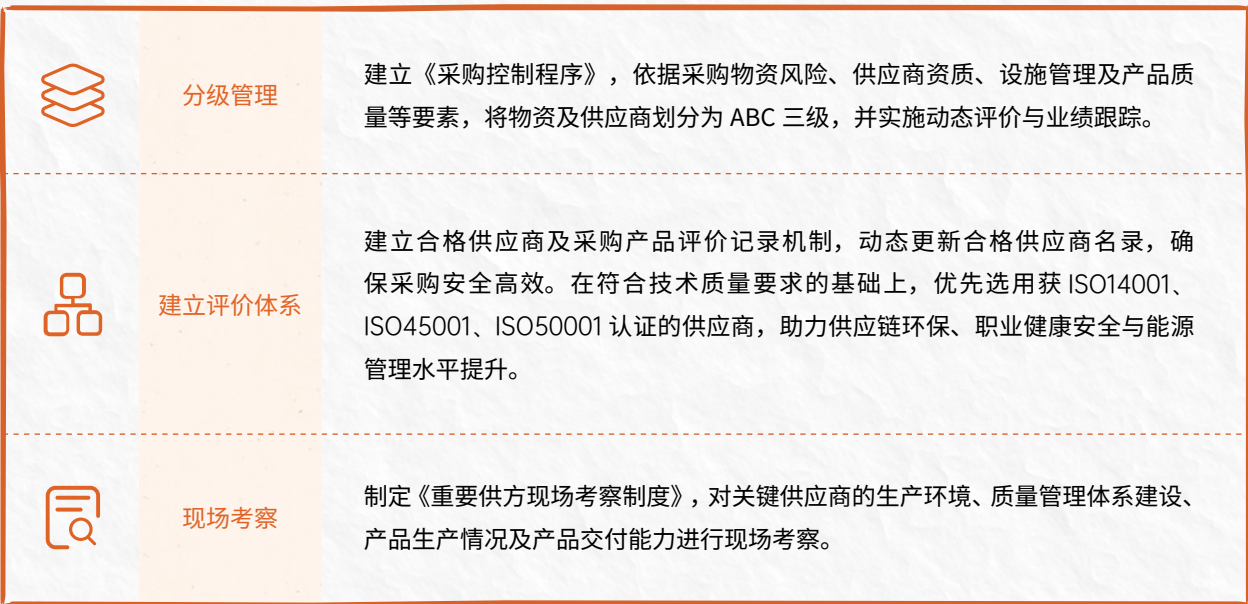 分级管理
建立《采购控制程序》，依据采购物资风险、供应商资质、设施管理及产品质
量等要素，将物资及供应商划分为 ABC 三级，并实施动态评价与业绩跟踪。
建立评价体系
建立合格供应商及采购产品评价记录机制，动态更新合格供应商名录，确
保采购安全高效。在符合技术质量要求的基础上，优先选用获 ISO14001、
ISO45001、ISO50001 认证的供应商，助力供应链环保、职业健康安全与能源
管理水平提升。
现场考察
制定《重要供方现场考察制度》，对关键供应商的生产环境、质量管理体系建设、
产品生产情况及产品交付能力进行现场考察。